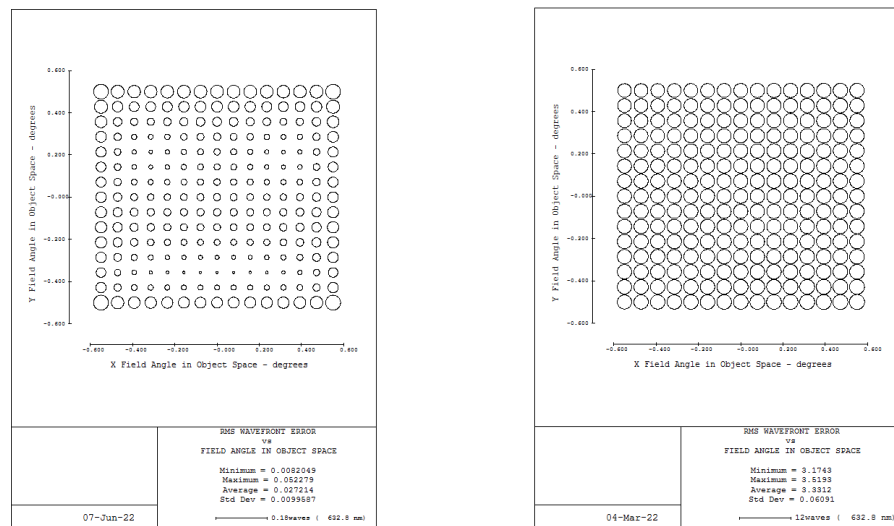 0.600
0.400
0.200
-0.000
-0.200
-0.400
-0.600
Y Field Angle in Object Space - degrees
-0.600
-0.400
-0.200
-0.000
0.200
0.400
0.600
X Field Angle in Object Space - degrees
RMS WAVEFRONT ERROR
vs
FIELD ANGLE IN OBJECT SPACE
Minimum = 0.0082049
Maximum = 0.052279
Average = 0.027214
Std Dev = 0.0099587
07-Jun-22
0.18waves ( 632.8 nm)
0.600
0.400
0.200
-0.000
-0.200
-0.400
-0.600
Y Field Angle in Object Space - degrees
-0.600
-0.400
-0.200
-0.000
0.200
0.400
0.600
X Field Angle in Object Space - degrees
RMS WAVEFRONT ERROR
vs
FIELD ANGLE IN OBJECT SPACE
Minimum = 3.1743
Maximum = 3.5193
Average = 3.3312
Std Dev = 0.06091
04-Mar-22
12waves ( 632.8 nm)